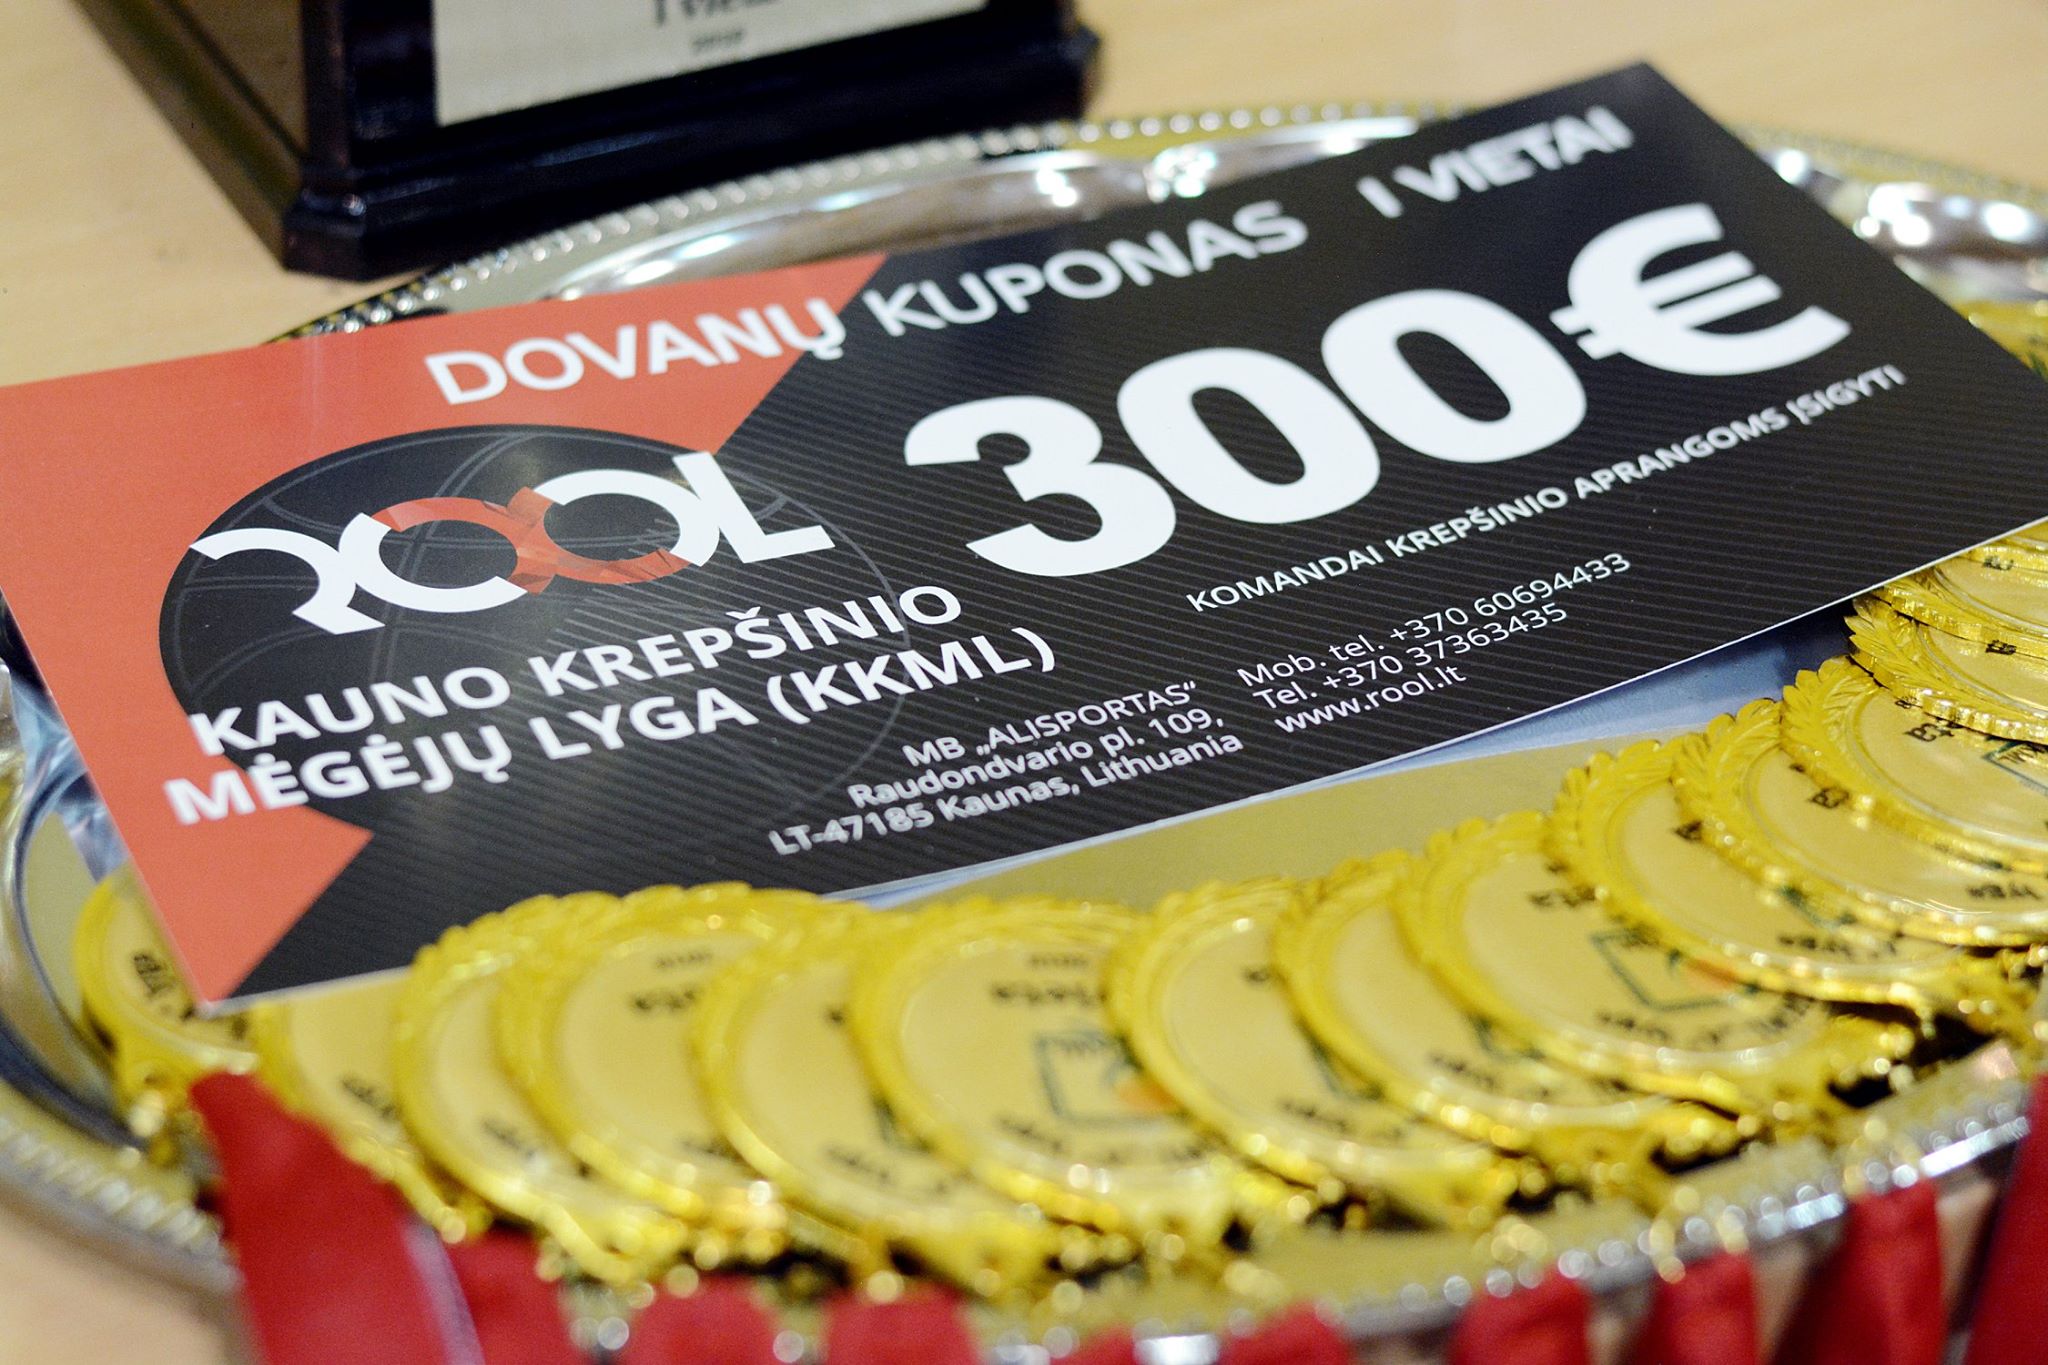 DOVANŲ KUPONAS I VIETAI
300€
KOMANDAI KREPŠINIO APRANGOMS ĮSIGYTI
ROOL
KAUNO KREPŠINIO
MĖGĖJŲ LYGA (KKML)
MB „ALISPORTAS“
Raudondvario pl. 109,
LT-47185 Kaunas, Lithuania
Mob. tel. +370 60694433
Tel. +370 37363435
www.rool.lt